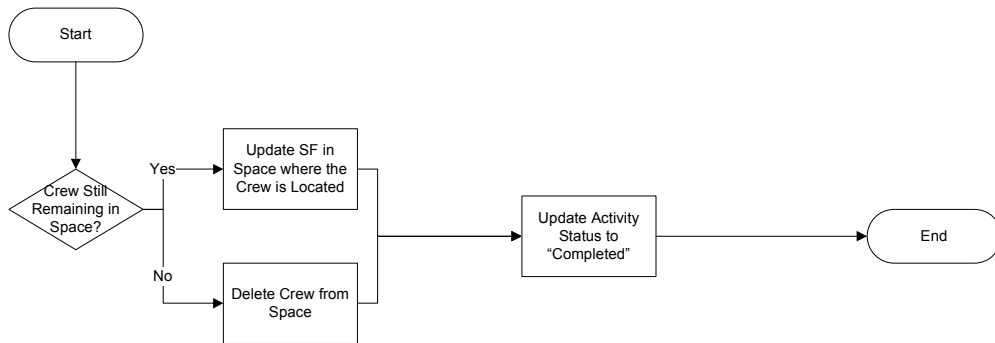 Start
Crew Still
Remaining in
Space?
Yes
No
Update SF in
Space where the
Crew is Located
Delete Crew from
Space
Update Activity
Status to
“Completed”
End